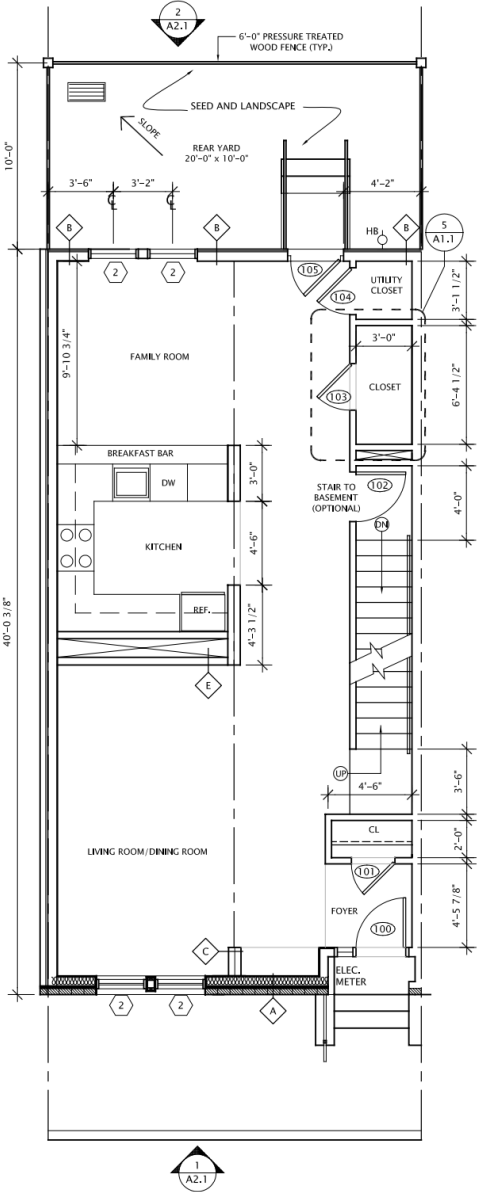 2
A2.1
6'-0" PRESSURE TREATED
WOOD FENCE (TYP.)
SEED AND LANDSCAPE
SLOPE
REAR YARD
20'-0" x 10'-0"
10'-0"
3'-6"
3'-2"
4'-2"
B
B
HB
B
5
A1.1
2
2
105
104
UTILITY
CLOSET
3'-1 1/2"
9'-10 3/4"
FAMILY ROOM
3'-0"
103
CLOSET
6'-4 1/2"
BREAKFAST BAR
DW
3'-0"
STAIR TO
BASEMENT
(OPTIONAL)
102
4'-0"
DN
KITCHEN
4'-6"
40'-0 3/8"
REF.
4'-3 1/2"
E
UP
4'-6"
3'-6"
CL
2'-0"
LIVING ROOM/DINING ROOM
101
FOYER
100
4'-5 7/8"
C
ELEC.
METER
2
2
A
1
A2.1